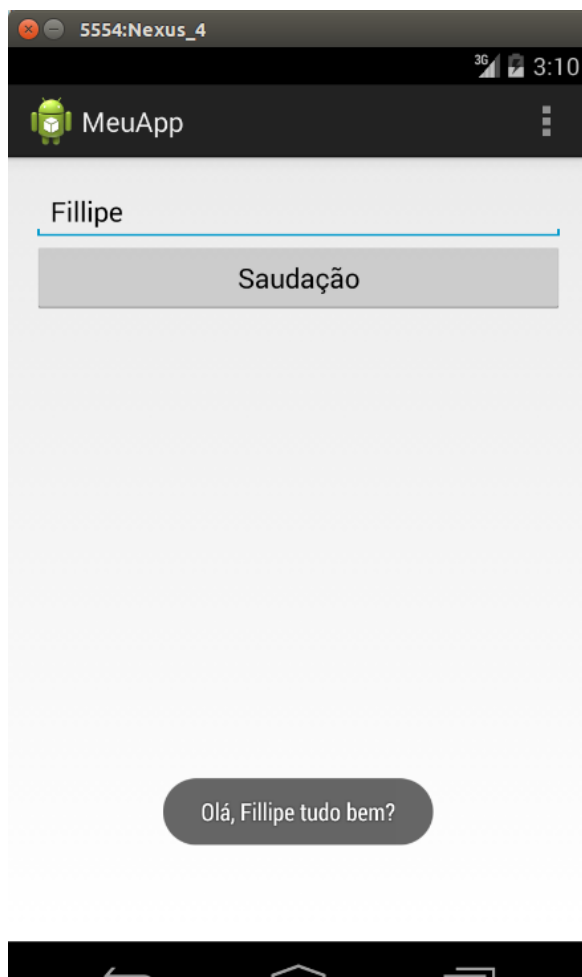 5554:Nexus_4
3G 3:10
MeuApp
Fillipe
Saudação
Olá, Fillipe tudo bem?